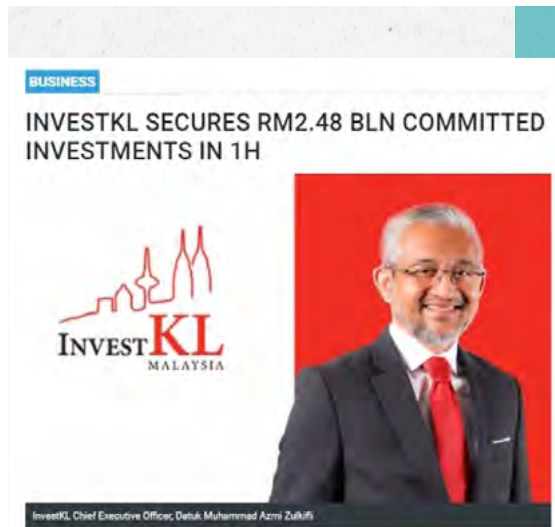 BUSINESS
INVESTKL SECURES RM2.48 BLN COMMITTED
INVESTMENTS IN 1H
INVESTKL
MALAYSIA
InvestKL Chief Executive Officer, Datuk Muhammad Azmi Zulkifli